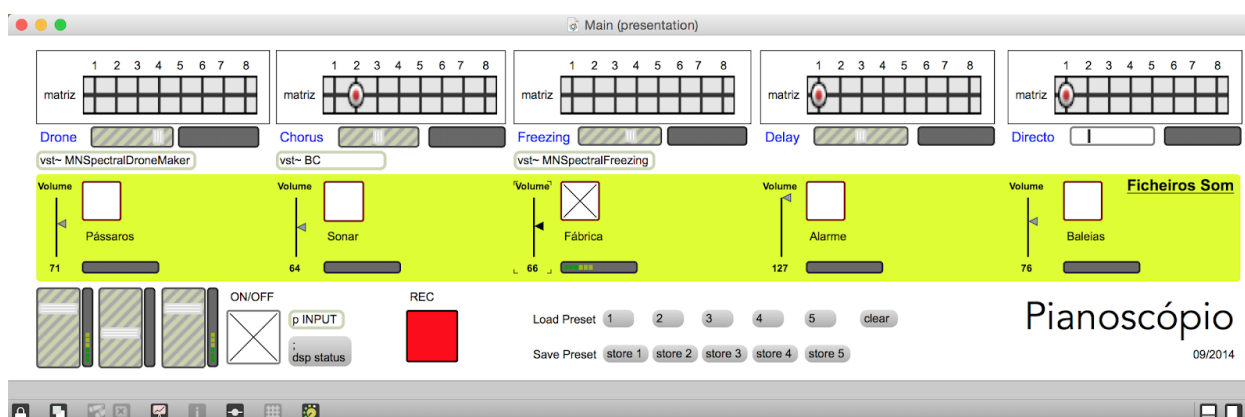 Main (presentation)
1 2 3 4 5 6 7 8
matriz
Drone
vst~ MNSpectralDroneMaker
1 2 3 4 5 6 7 8
matriz
Chorus
vst~ BC
1 2 3 4 5 6 7 8
matriz
Freezing
vst~ MNSpectralFreezing
1 2 3 4 5 6 7 8
matriz
Delay
1 2 3 4 5 6 7 8
matriz
Directo
Ficheiros Som
Volume
Pássaros
71
Volume
Sonar
64
Volume
Fábrica
66
Volume
Alarme
127
Volume
Baleias
76
ON/OFF
p INPUT
;
dsp status
REC
Load Preset 1 2 3 4 5 clear
Save Preset store 1 store 2 store 3 store 4 store 5
Pianoscópio
09/2014